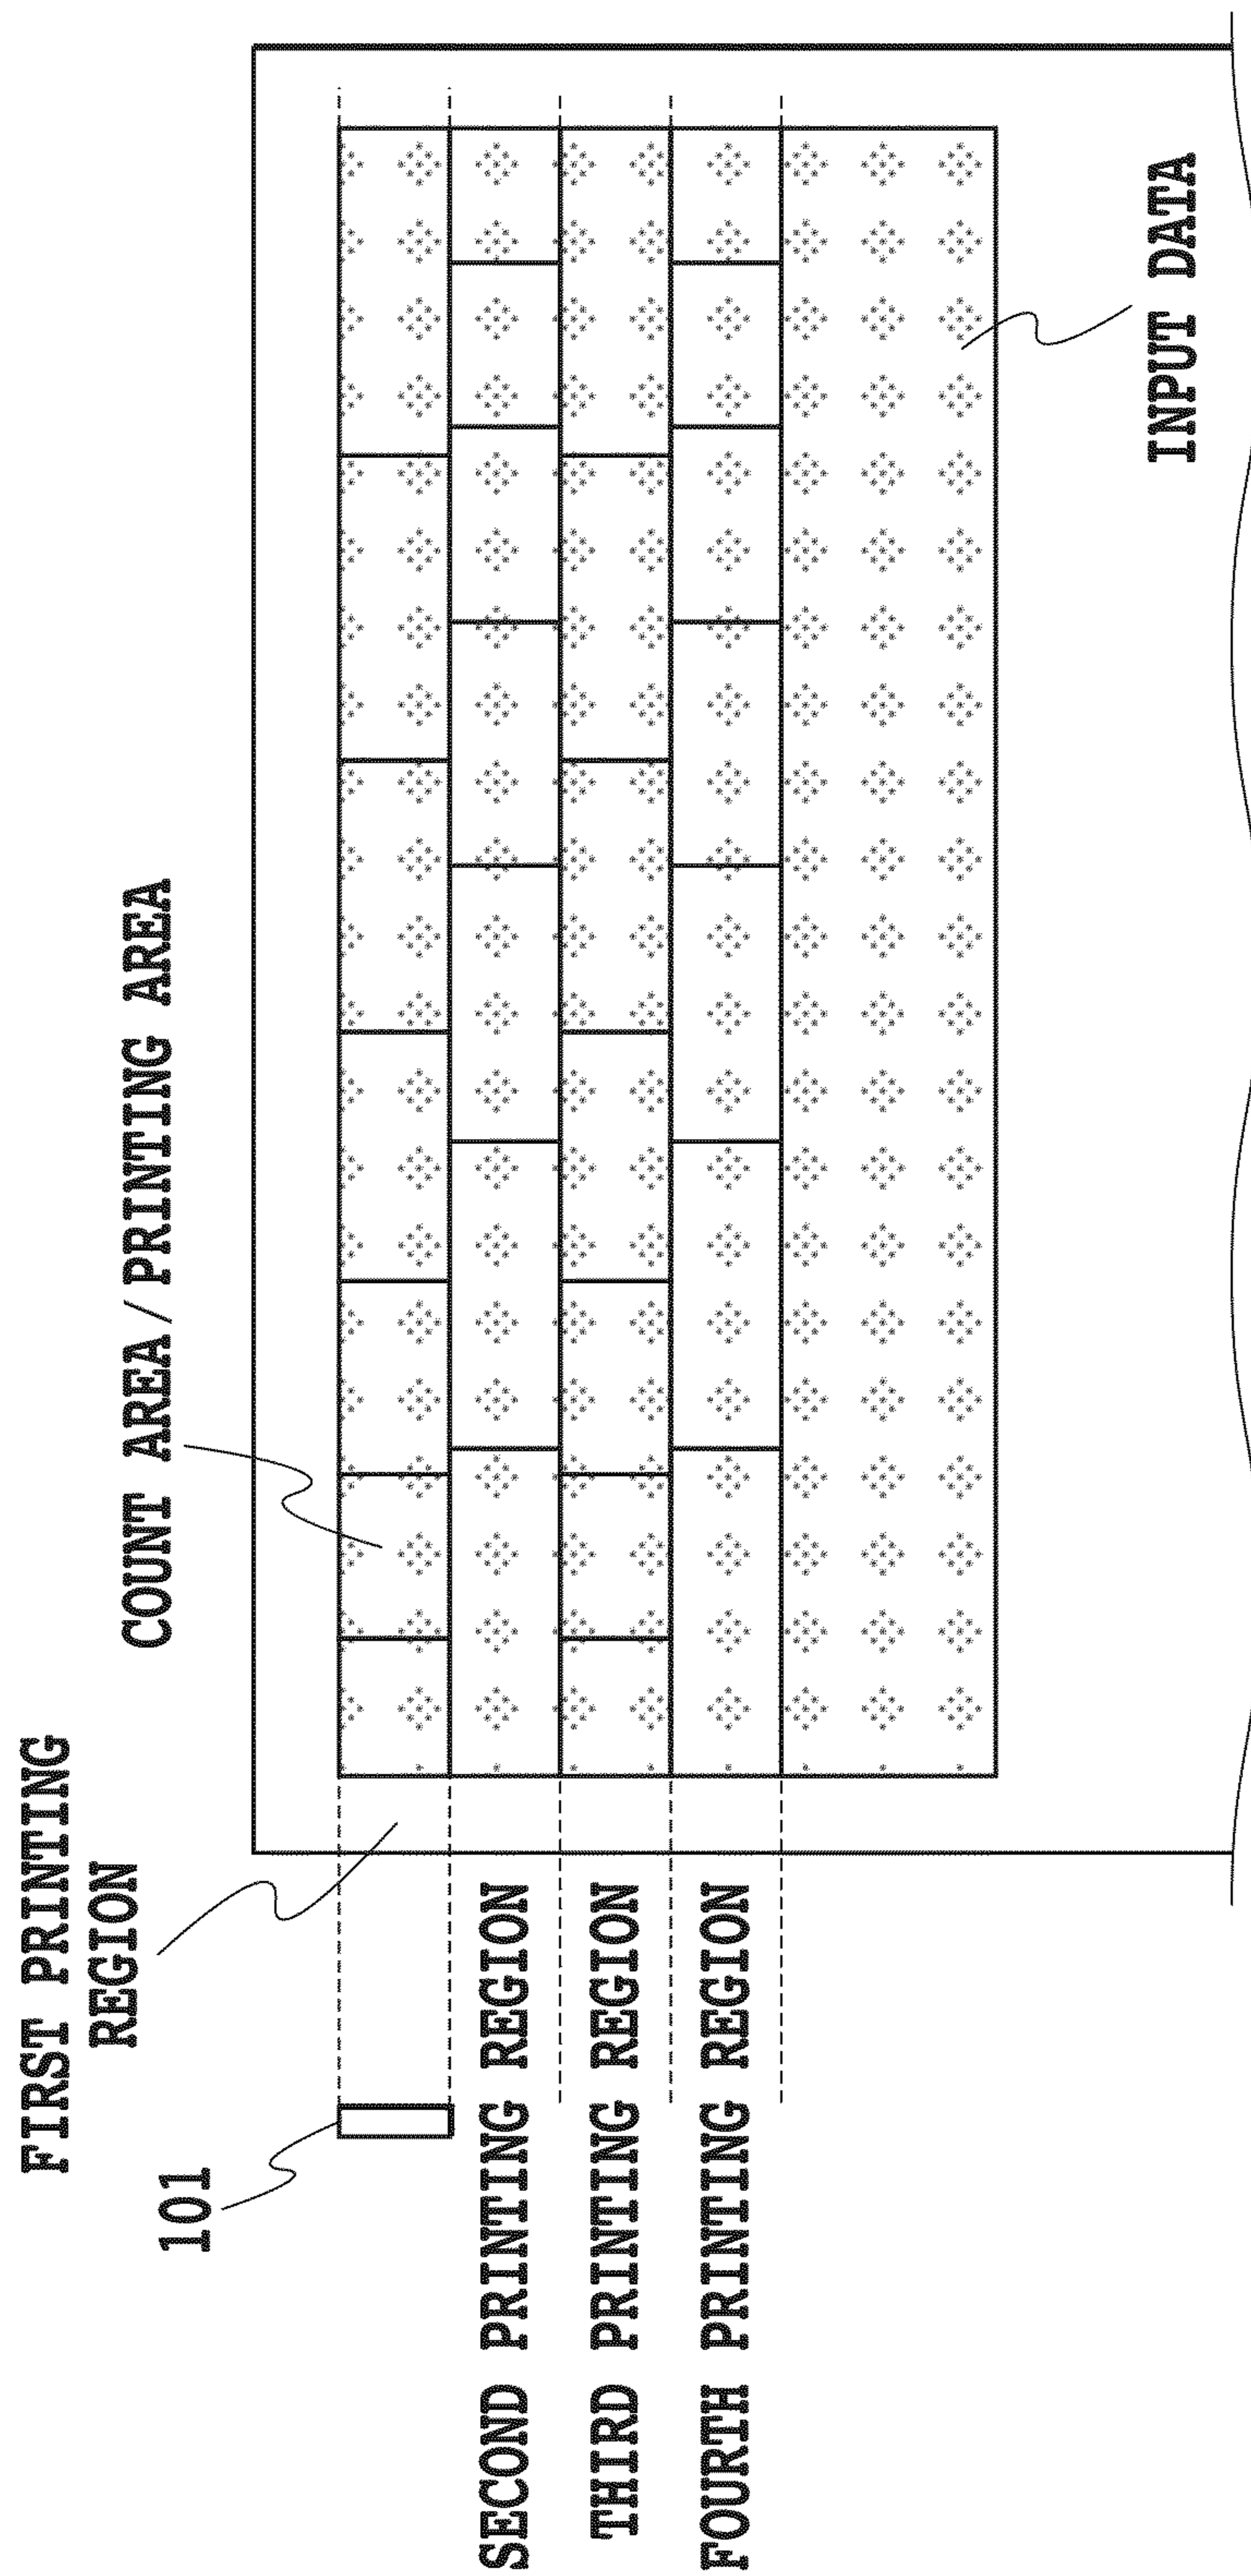 FIRST PRINTING
REGION
101
COUNT AREA/PRINTING AREA
SECOND PRINTING REGION
THIRD PRINTING REGION
FOURTH PRINTING REGION
INPUT DATA